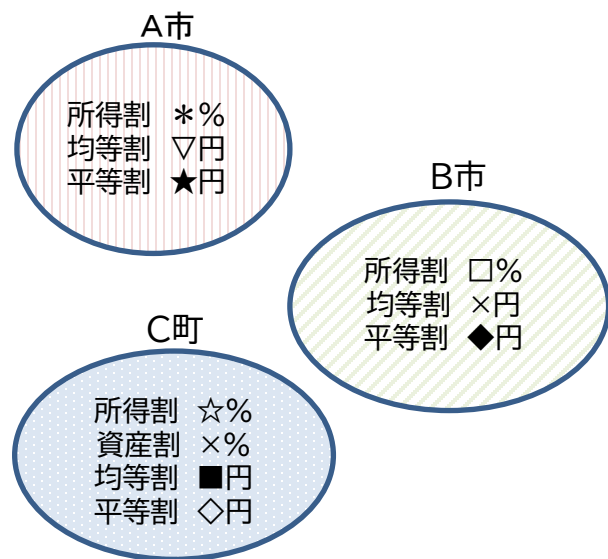 A市
所得割 ＊%
均等割 ▽円
平等割 ★円
B市
所得割 □%
均等割 ×円
平等割 ◆円
C町
所得割 ☆%
資産割 ×%
均等割 ■円
平等割 ◇円